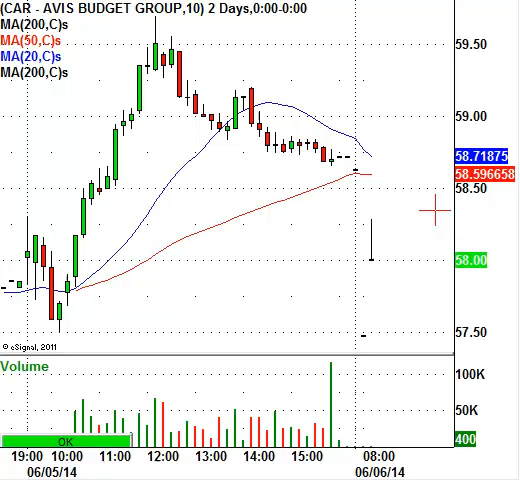 (CAR - AVIS BUDGET GROUP,10) 2 Days,0:00-0:00
MA(200,C)s
MA(50,C)s
MA(20,C)s
MA(200,C)s
59.50
59.00
58.71875
58.596658
58.50
58.00
57.50
© eSignal, 2011
Volume
100K
50K
400
OK
19:00 10:00 11:00 12:00 13:00 14:00 15:00 08:00
06/05/14 06/06/14